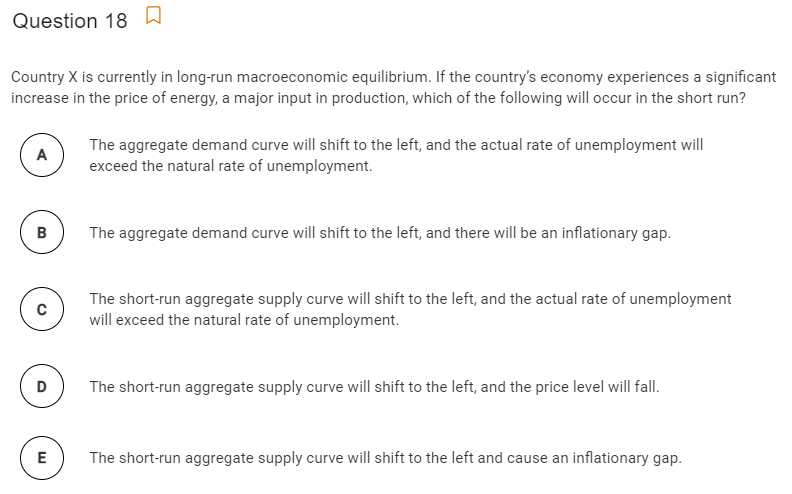 Question 18
Country X is currently in long-run macroeconomic equilibrium. If the country's economy experiences a significant
increase in the price of energy, a major input in production, which of the following will occur in the short run?
A
The aggregate demand curve will shift to the left, and the actual rate of unemployment will
exceed the natural rate of unemployment.
B
The aggregate demand curve will shift to the left, and there will be an inflationary gap.
C
The short-run aggregate supply curve will shift to the left, and the actual rate of unemployment
will exceed the natural rate of unemployment.
D
The short-run aggregate supply curve will shift to the left, and the price level will fall.
E
The short-run aggregate supply curve will shift to the left and cause an inflationary gap.